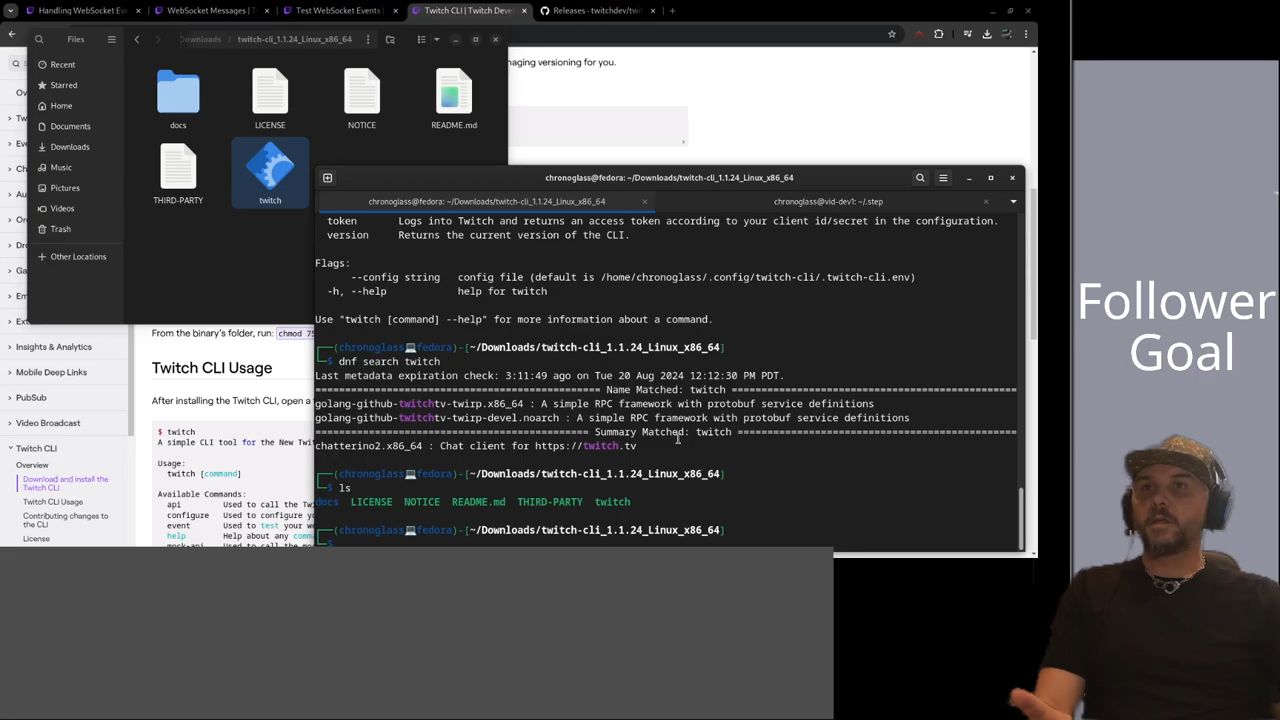 Handling WebSocket Ev
WebSocket Messages | T
Test WebSocket Events |
Twitch CLI | Twitch Deve
Releases - twitchdev/twi
Files
Downloads / twitch-cli_1.1.24_Linux_x86_64
Recent
Starred
Home
Documents
Downloads
Music
Pictures
Videos
Trash
Other Locations
docs
LICENSE
NOTICE
README.md
THIRD-PARTY
twitch
naging versioning for you.
From the binary's folder, run: chmod 75
Insights & Analytics
Mobile Deep Links
PubSub
Video Broadcast
Twitch CLI
Overview
Download and install the
Twitch CLI
Twitch CLI Usage
Contributing changes to
the CLI
License
Twitch CLI Usage
After installing the Twitch CLI, open a
$ twitch
A simple CLI tool for the New Twit
Usage:
twitch [command]
Available Commands:
api Used to call the
configure Used to configure yo
event Used to test your we
help Help about any comma
mock-api Used to call the mo
chronoglass@fedora: ~/Downloads/twitch-cli_1.1.24_Linux_x86_64
chronoglass@fedora: ~/Downloads/twitch-cli_1.1.24_Linux_x86_64
chronoglass@vid-dev1: ~/.step
token Logs into Twitch and returns an access token according to your client id/secret in the configuration.
version Returns the current version of the CLI.
Flags:
--config string config file (default is /home/chronoglass/.config/twitch-cli/.twitch-cli.env)
-h, --help help for twitch
Use "twitch [command] --help" for more information about a command.
(chronoglass💻fedora)-[~/Downloads/twitch-cli_1.1.24_Linux_x86_64]
$ dnf search twitch
Last metadata expiration check: 3:11:49 ago on Tue 20 Aug 2024 12:12:30 PM PDT.
Name Matched: twitch
golang-github-twitchtv-twirp.x86_64 : A simple RPC framework with protobuf service definitions
golang-github-twitchtv-twirp-devel.noarch : A simple RPC framework with protobuf service definitions
Summary Matched: twitch
chatterino2.x86_64 : Chat client for https://twitch.tv
(chronoglass💻fedora)-[~/Downloads/twitch-cli_1.1.24_Linux_x86_64]
$ ls
docs LICENSE NOTICE README.md THIRD-PARTY twitch
(chronoglass💻fedora)-[~/Downloads/twitch-cli_1.1.24_Linux_x86_64]
$
Follower
Goal